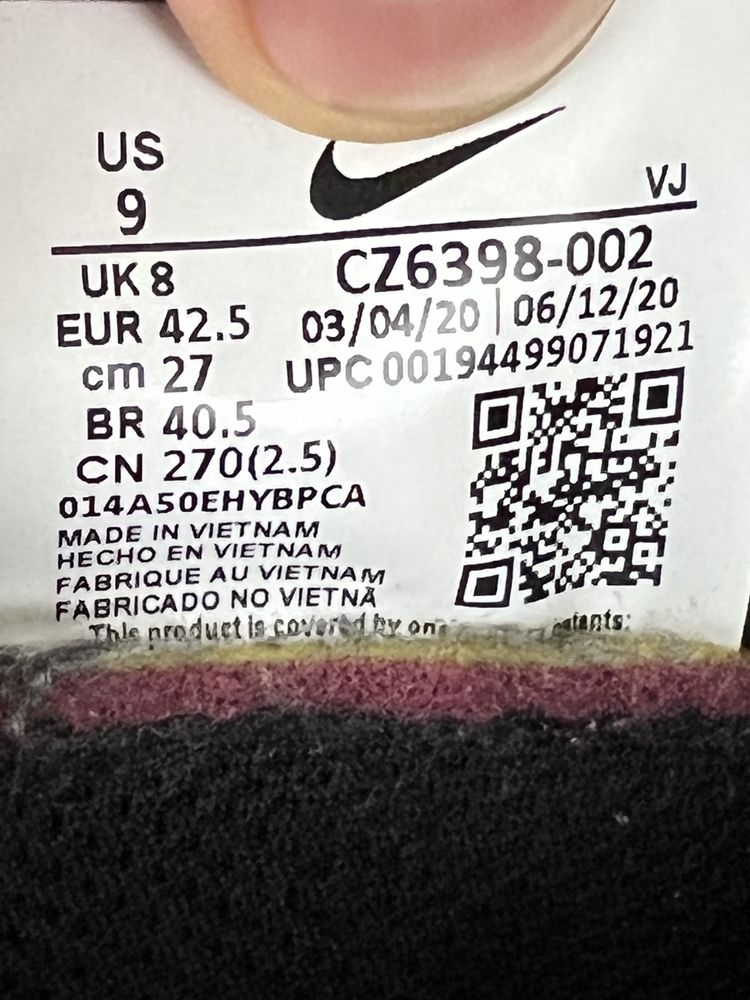 US
9
VJ
UK 8
CZ6398-002
EUR 42.5
03/04/20 | 06/12/20
cm 27
UPC 00194499071921
BR 40.5
CN 270(2.5)
014A50EHYBPCA
MADE IN VIETNAM
HECHO EN VIETNAM
FABRIQUE AU VIETNAM
FABRICADO NO VIETNÃ
This product is covered by